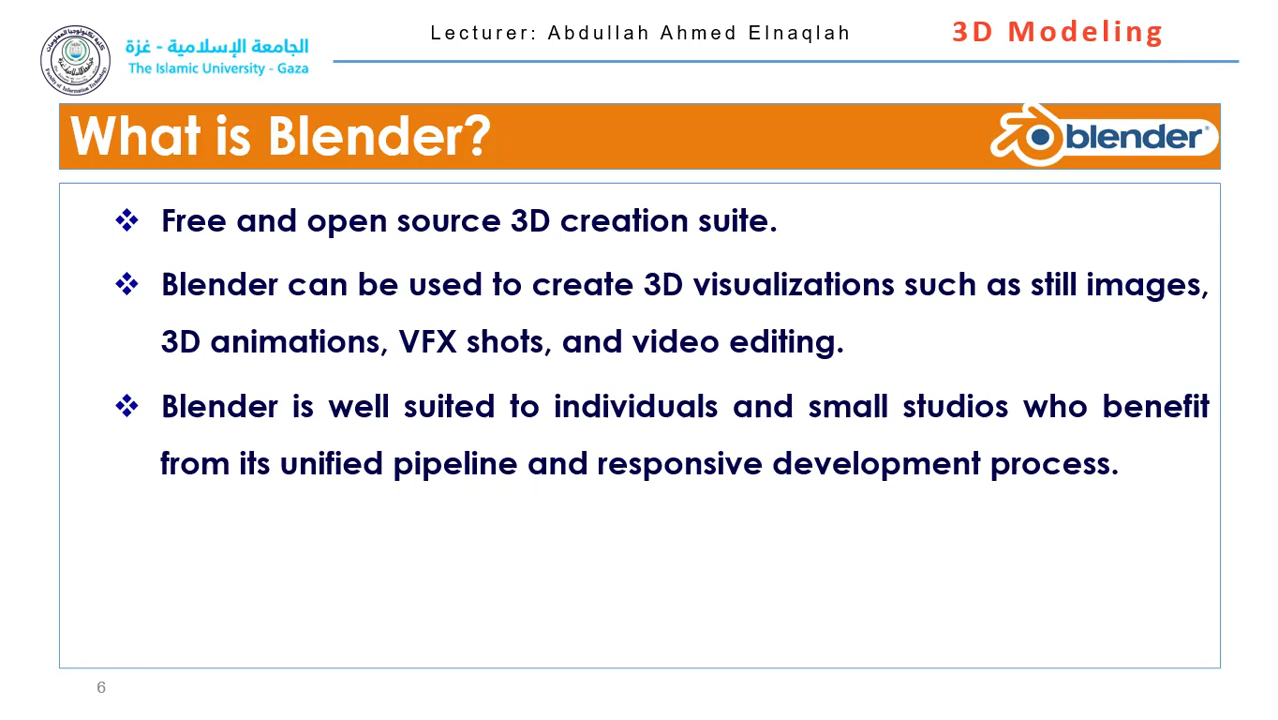 الجامعة الإسلامية - غزة
The Islamic University - Gaza
Lecturer: Abdullah Ahmed Elnaqlah
3D Modeling
What is Blender?
blender
❖ Free and open source 3D creation suite.
❖ Blender can be used to create 3D visualizations such as still images,
3D animations, VFX shots, and video editing.
❖ Blender is well suited to individuals and small studios who benefit
from its unified pipeline and responsive development process.
6